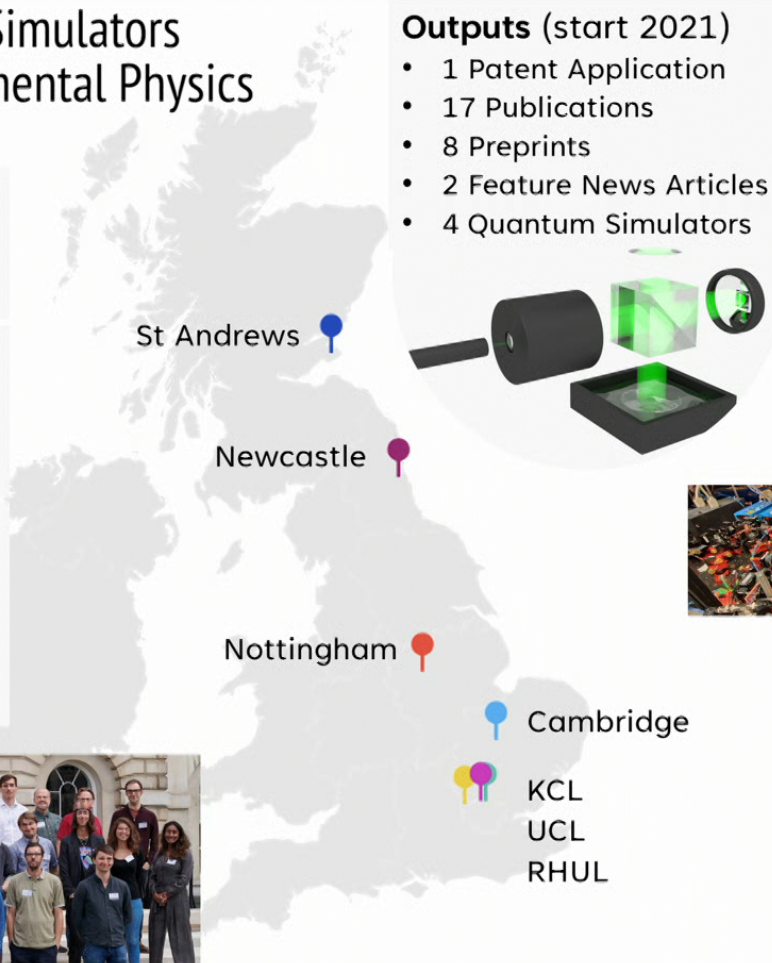 Simulators
mental Physics
Outputs (start 2021)
• 1 Patent Application
• 17 Publications
• 8 Preprints
• 2 Feature News Articles
• 4 Quantum Simulators
St Andrews
Newcastle
Nottingham
Cambridge
KCL
UCL
RHUL